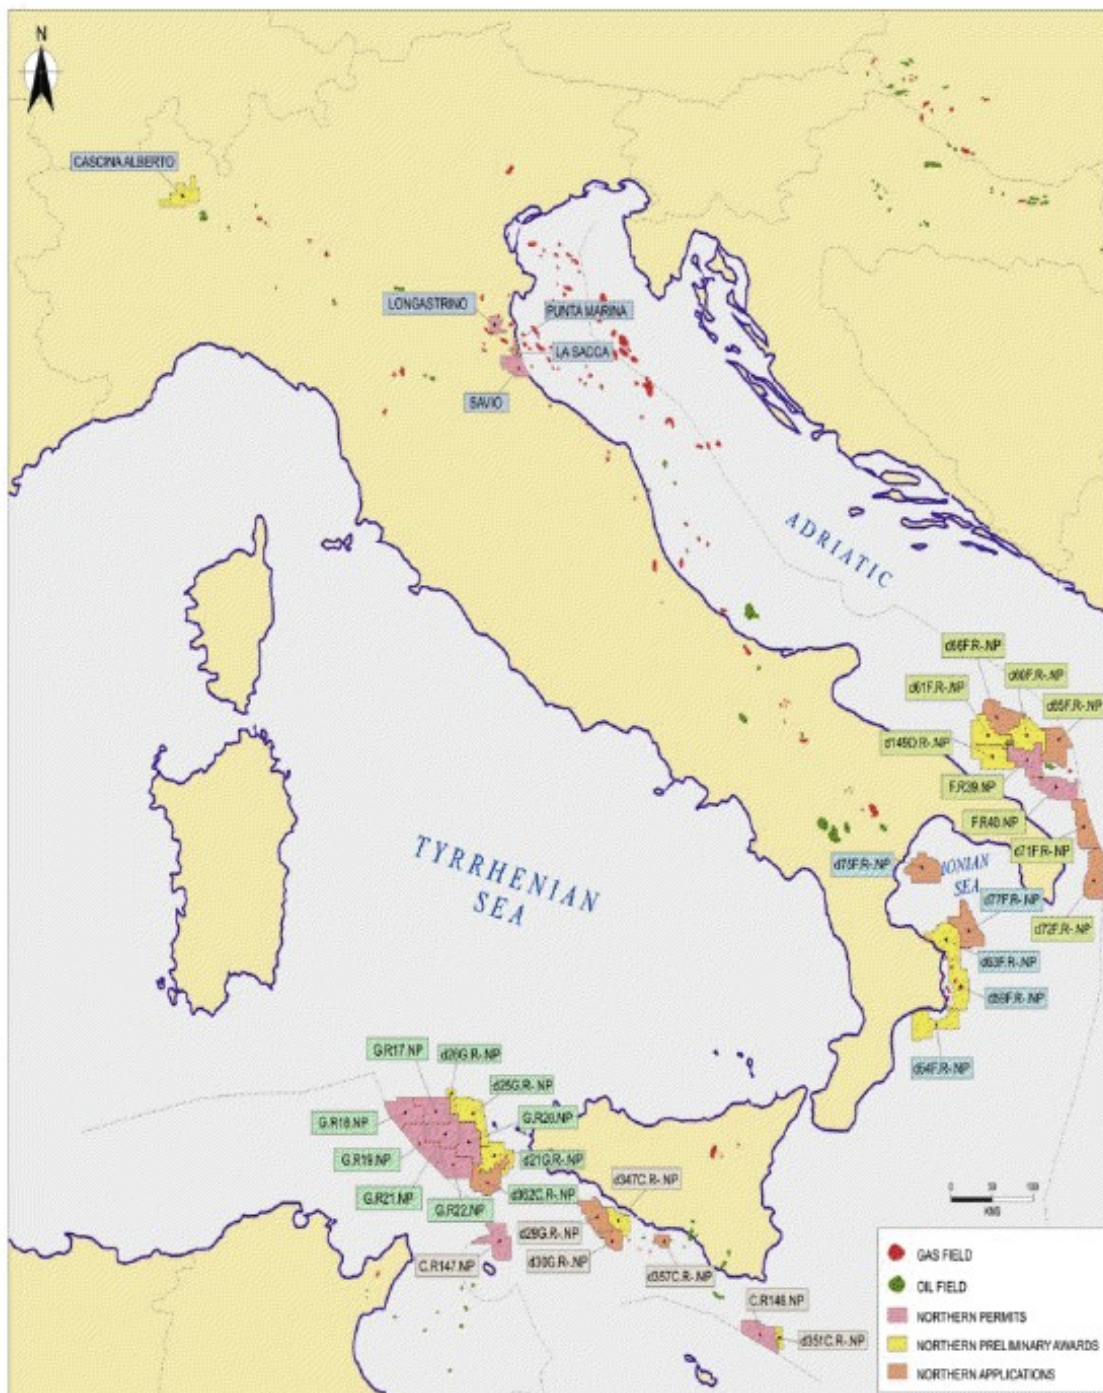 N
CASCINA ALBERTO
LONGASTRINO
PUNTA MARINA
LA SACCA
SAVIO
ADRIATIC
d66F.R-.NP
d60F.R-.NP
d61F.R-.NP
d65F.R-.NP
d149D.R-.NP
F.R39.NP
F.R40.NP
d71F.R-.NP
d75F.R-.NP
IONIAN
SEA
TYRRHENIAN
SEA
d77F.R-.NP
d72F.R-.NP
d63F.R-.NP
d59F.R-.NP
d64F.R-.NP
G.R17.NP
d26G.R-.NP
d25G.R-.NP
G.R18.NP
G.R20.NP
G.R19.NP
d21G.R-.NP
d347C.R-.NP
G.R21.NP
d362C.R-.NP
G.R22.NP
d29G.R-.NP
C.R147.NP
d30G.R-.NP
d357C.R-.NP
C.R146.NP
d351C.R-.NP
0 50 100
KMS
GAS FIELD
OIL FIELD
NORTHERN PERMITS
NORTHERN PRELIMINARY AWARDS
NORTHERN APPLICATIONS